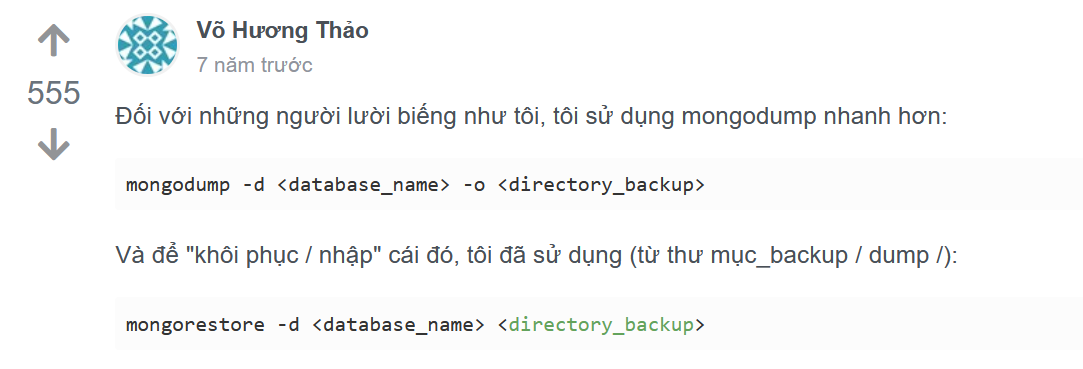 Võ Hương Thảo
7 năm trước
555
Đối với những người lười biếng như tôi, tôi sử dụng mongodump nhanh hơn:
mongodump -d <database_name> -o <directory_backup>
Và để "khôi phục / nhập" cái đó, tôi đã sử dụng (từ thư mục_backup / dump /):
mongorestore -d <database_name> <directory_backup>